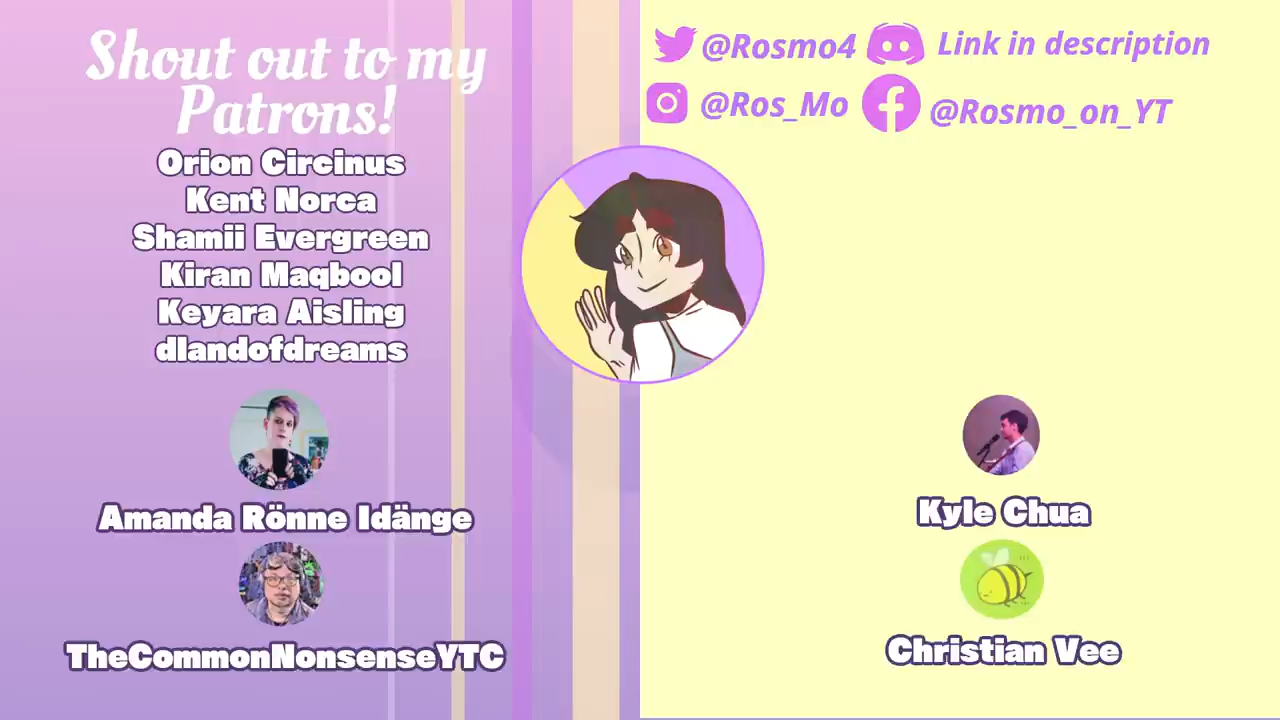 Shout out to my
Patrons!
Orion Circinus
Kent Norca
Shamii Evergreen
Kiran Maqbool
Keyara Aisling
dlandofdreams
Amanda Rönne Idänge
TheCommonNonsenseYTC
@Rosmo4
Link in description
@Ros_Mo
@Rosmo_on_YT
Kyle Chua
Christian Vee